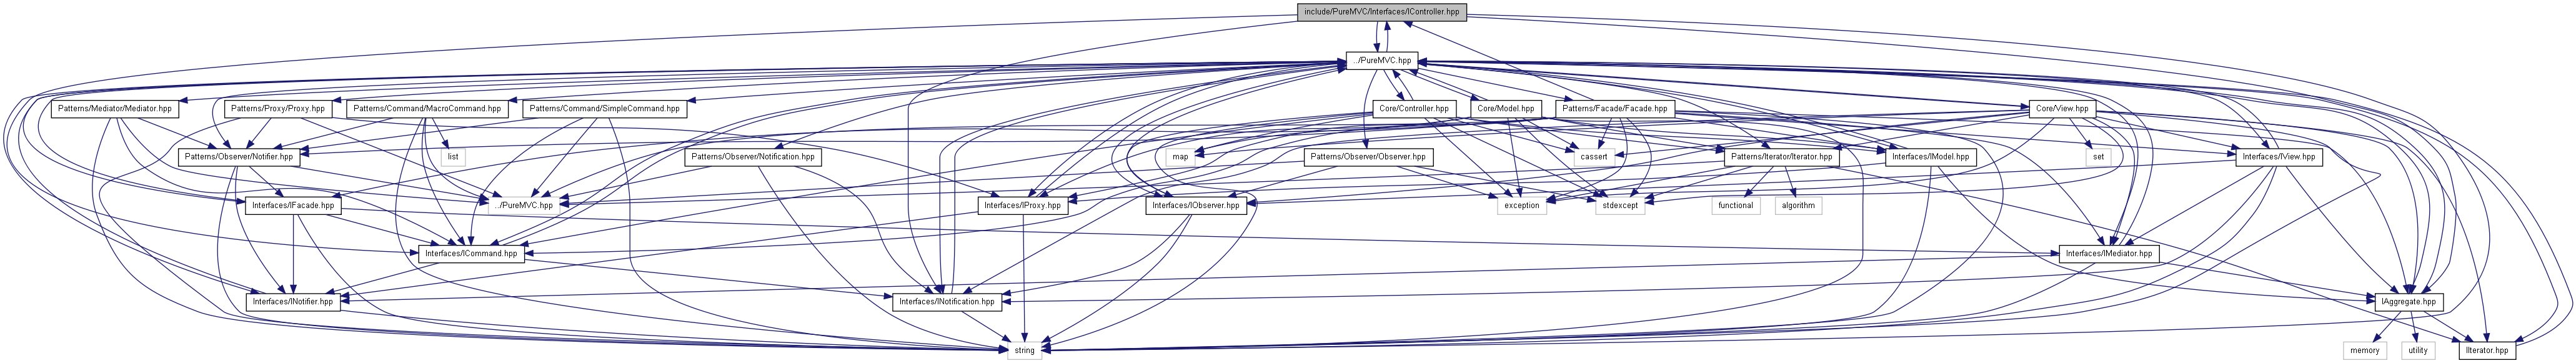 include/PureMVC/Interfaces/IController.hpp
../PureMVC.hpp
Patterns/Mediator/Mediator.hpp
Patterns/Proxy/Proxy.hpp
Patterns/Command/MacroCommand.hpp
Patterns/Command/SimpleCommand.hpp
Core/Controller.hpp
Core/Model.hpp
Patterns/Facade/Facade.hpp
Core/View.hpp
Patterns/Observer/Notifier.hpp
list
Patterns/Observer/Notification.hpp
map
Patterns/Observer/Observer.hpp
cassert
Patterns/Iterator/Iterator.hpp
Interfaces/IModel.hpp
set
Interfaces/IView.hpp
Interfaces/IFacade.hpp
../PureMVC.hpp
Interfaces/IProxy.hpp
Interfaces/IObserver.hpp
exception
stdexcept
functional
algorithm
Interfaces/ICommand.hpp
Interfaces/IMediator.hpp
Interfaces/INotifier.hpp
Interfaces/INotification.hpp
IAggregate.hpp
string
memory
utility
IIterator.hpp